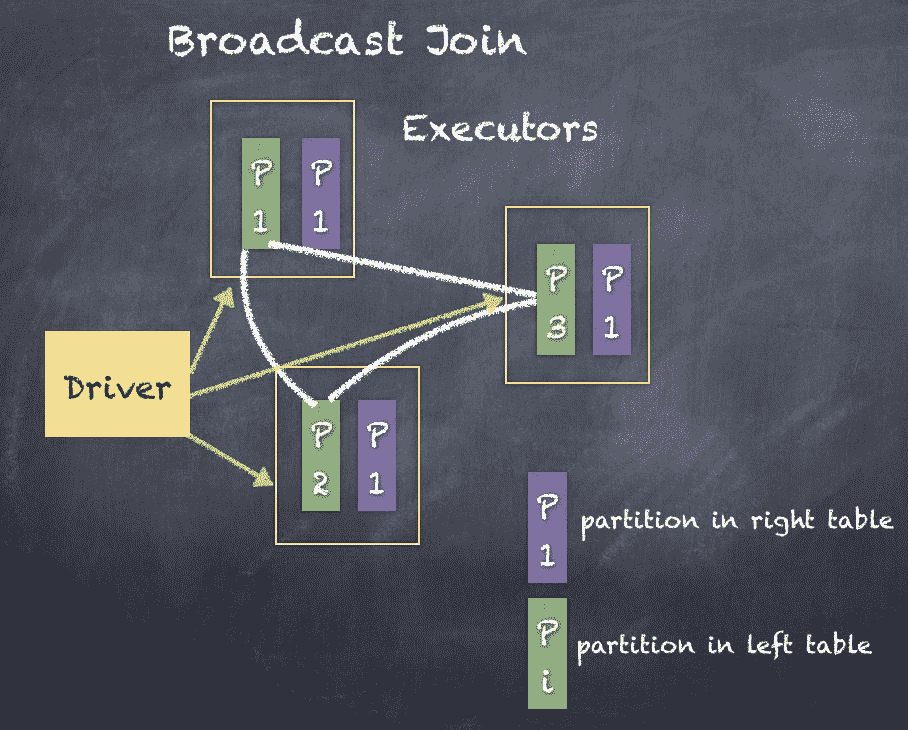 Broadcast Join
Executors
P P
1 1
P P
3 1
Driver
P P
2 1
P
1
partition in right table
P
i
partition in left table